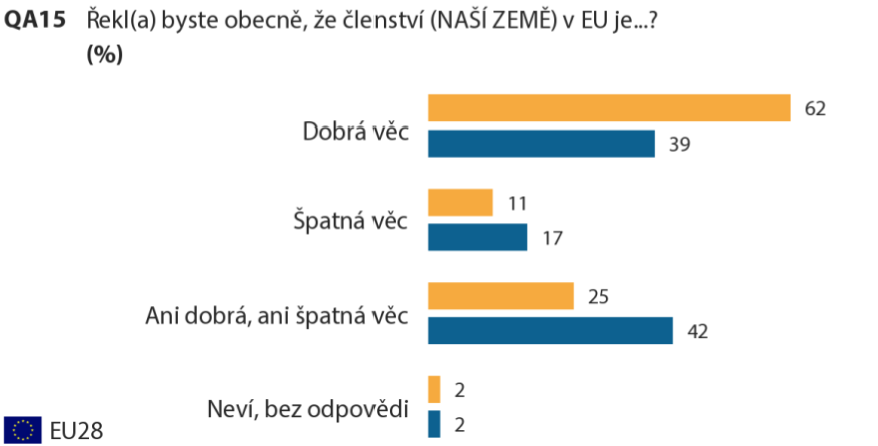 QA15 Řekl(a) byste obecně, že členství (NAŠÍ ZEMĚ) v EU je...?
(%)
Dobrá věc
62
39
Špatná věc
11
17
Ani dobrá, ani špatná věc
25
42
Neví, bez odpovědi
2
2
EU28